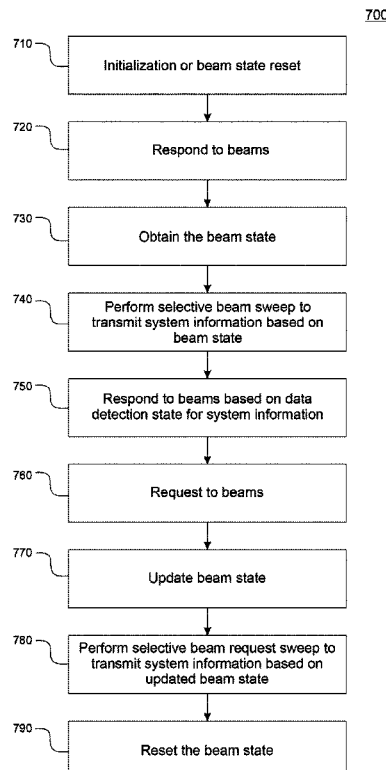 700
710
Initialization or beam state reset
720
Respond to beams
730
Obtain the beam state
740
Perform selective beam sweep to
transmit system information based on
beam state
750
Respond to beams based on data
detection state for system information
760
Request to beams
770
Update beam state
780
Perform selective beam request sweep to
transmit system information based on
updated beam state
790
Reset the beam state